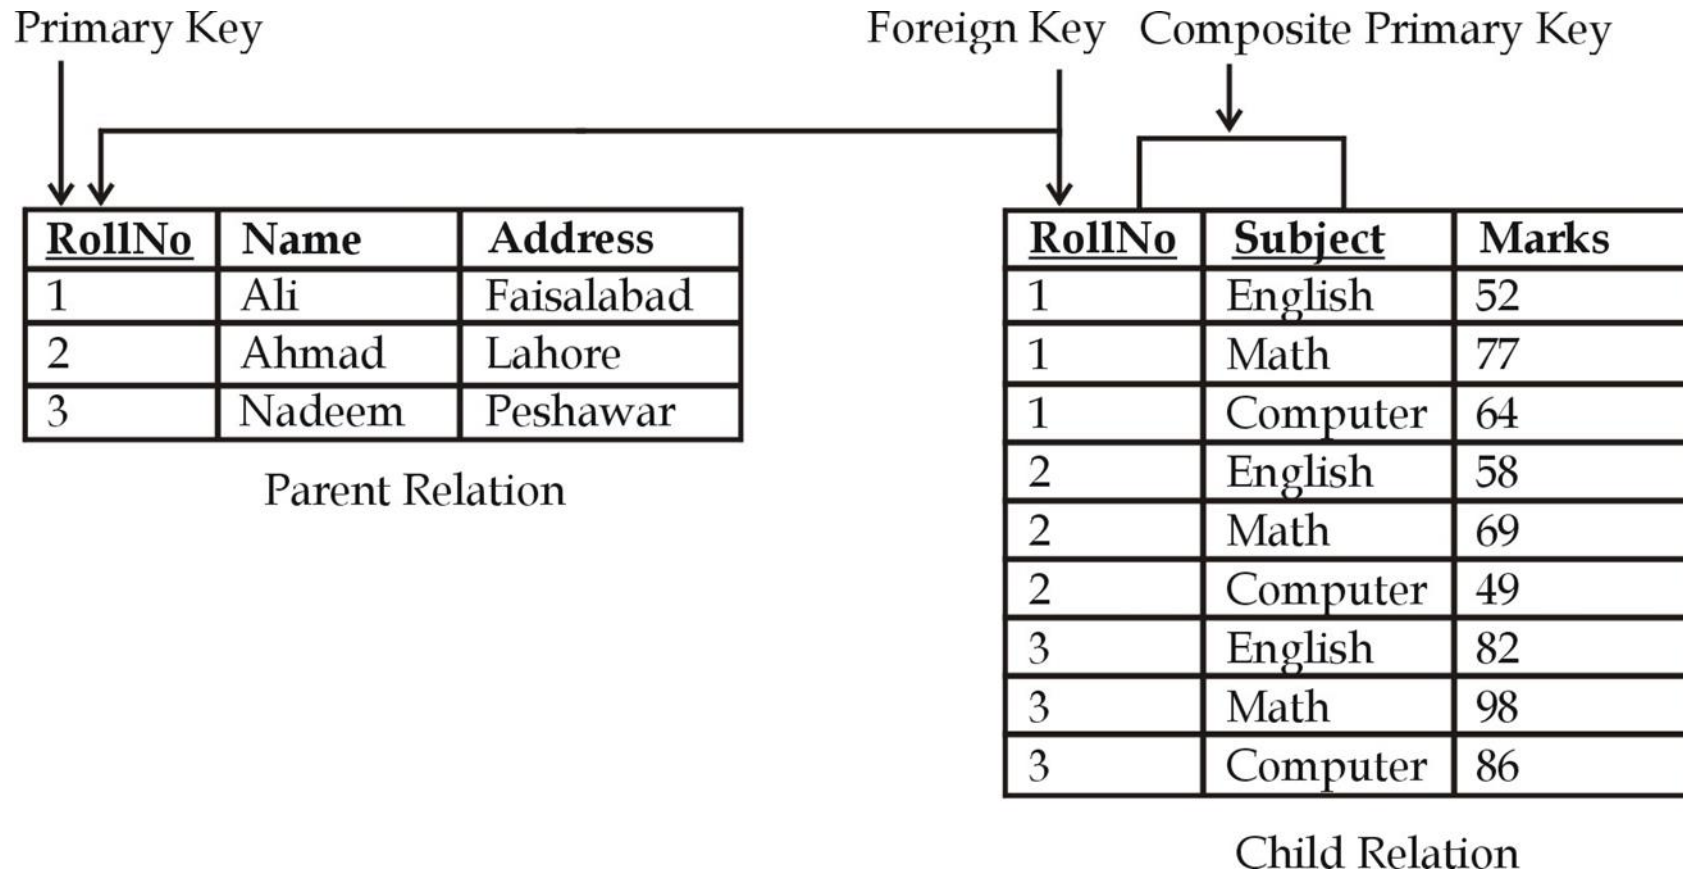 Primary Key
Foreign Key Composite Primary Key
RollNo Name Address
1 Ali Faisalabad
2 Ahmad Lahore
3 Nadeem Peshawar
Parent Relation
RollNo Subject Marks
1 English 52
1 Math 77
1 Computer 64
2 English 58
2 Math 69
2 Computer 49
3 English 82
3 Math 98
3 Computer 86
Child Relation